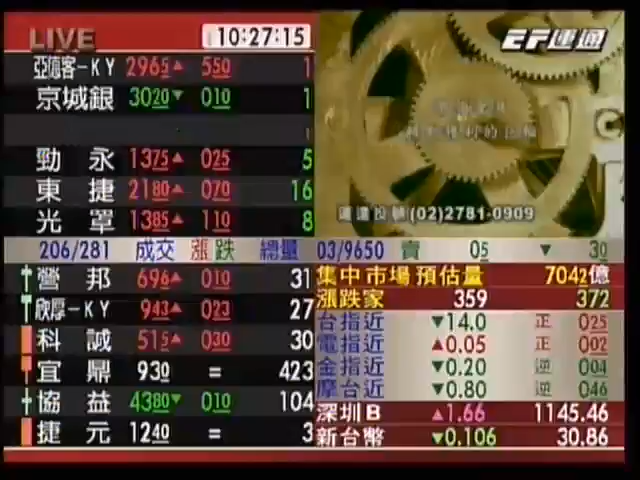 LIVE 10:27:15
EF運通
亞德客-KY 2965▲ 550 1
京城銀 3020▼ 010 1
勁永 1375▲ 025 5
東捷 2180▲ 070 16
光罩 1385▲ 110 8
運達投顧(02)2781-0909
206/281 成交 漲跌 總量
03/9650 賣 05 ▼ 30
營邦 696▲ 010 31
欣厚-KY 943▲ 023 27
科誠 515▲ 030 30
宜鼎 930 = 423
協益 4380▼ 010 104
捷元 1240 = 3
集中市場預估量 7042億
漲跌家 359 372
台指近 ▼14.0 正 025
電指近 ▲0.05 正 002
金指近 ▼0.20 逆 004
摩台近 ▼0.80 逆 046
深圳B ▲1.66 1145.46
新台幣 ▼0.106 30.86